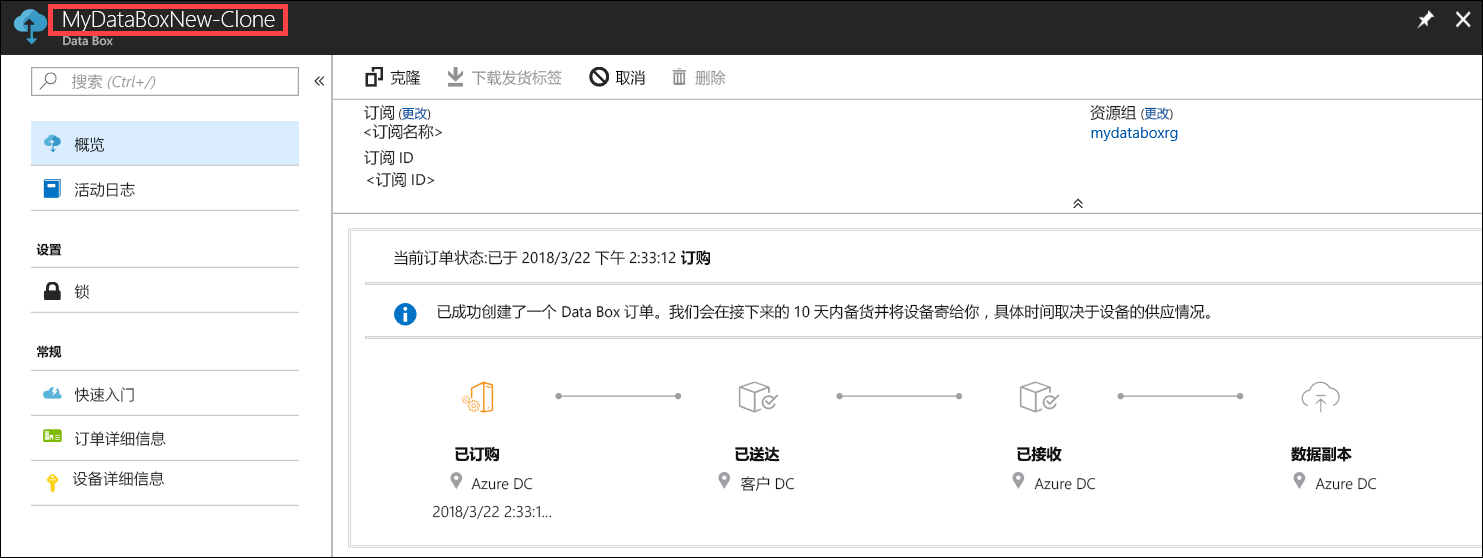 MyDataBoxNew-Clone
Data Box
搜索 (Ctrl+/)
概览
活动日志
设置
锁
常规
快速入门
订单详细信息
设备详细信息
克隆 下载发货标签 取消 删除
订阅 (更改) 资源组 (更改)
<订阅名称> mydataboxrg
订阅 ID
<订阅 ID>
当前订单状态:已于 2018/3/22 下午 2:33:12 订购
已成功创建了一个 Data Box 订单。我们会在接下来的 10 天内备货并将设备寄给你，具体时间取决于设备的供应情况。
已订购 已送达 已接收 数据副本
Azure DC 客户 DC Azure DC Azure DC
2018/3/22 2:33:1...